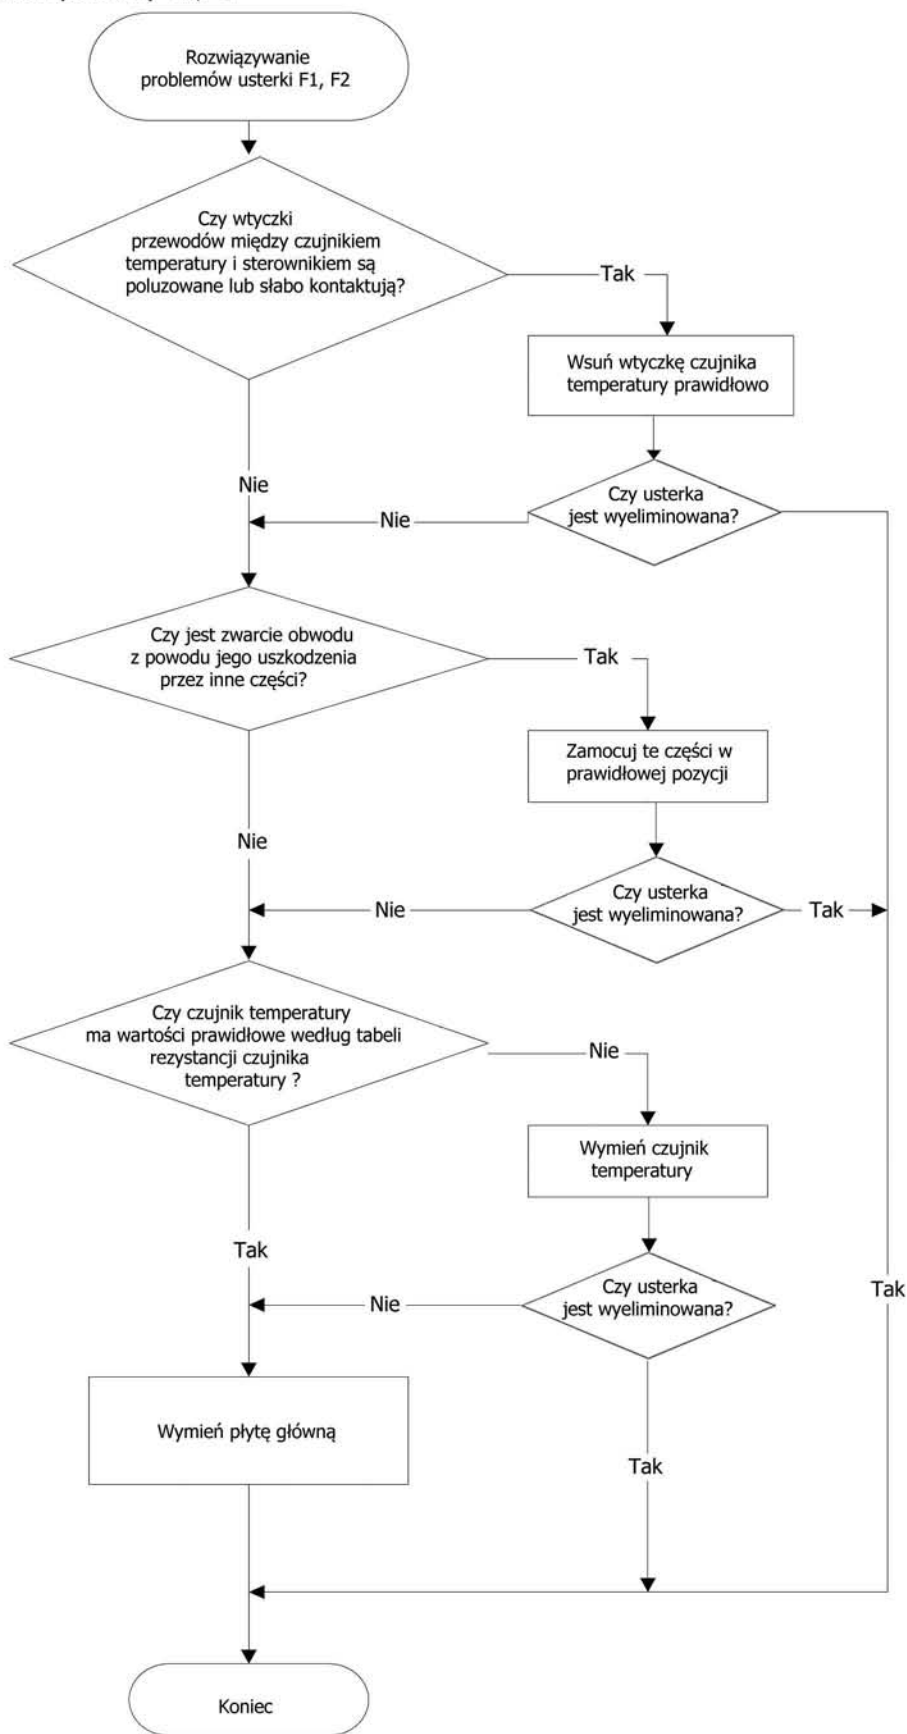 Rozwiązywanie
problemów usterki F1, F2
Czy wtyczki
przewodów między czujnikiem
temperatury i sterownikiem są
poluzowane lub słabo kontaktują?
Tak
Wsuń wtyczkę czujnika
temperatury prawidłowo
Nie
Czy usterka
jest wyeliminowana?
Nie
Czy jest zwarcie obwodu
z powodu jego uszkodzenia
przez inne części?
Tak
Zamocuj te części w
prawidłowej pozycji
Nie
Czy usterka
jest wyeliminowana?
Nie
Tak
Czy czujnik temperatury
ma wartości prawidłowe według tabeli
rezystancji czujnika
temperatury ?
Nie
Wymień czujnik
temperatury
Tak
Czy usterka
jest wyeliminowana?
Nie
Tak
Wymień płytę główną
Tak
Koniec